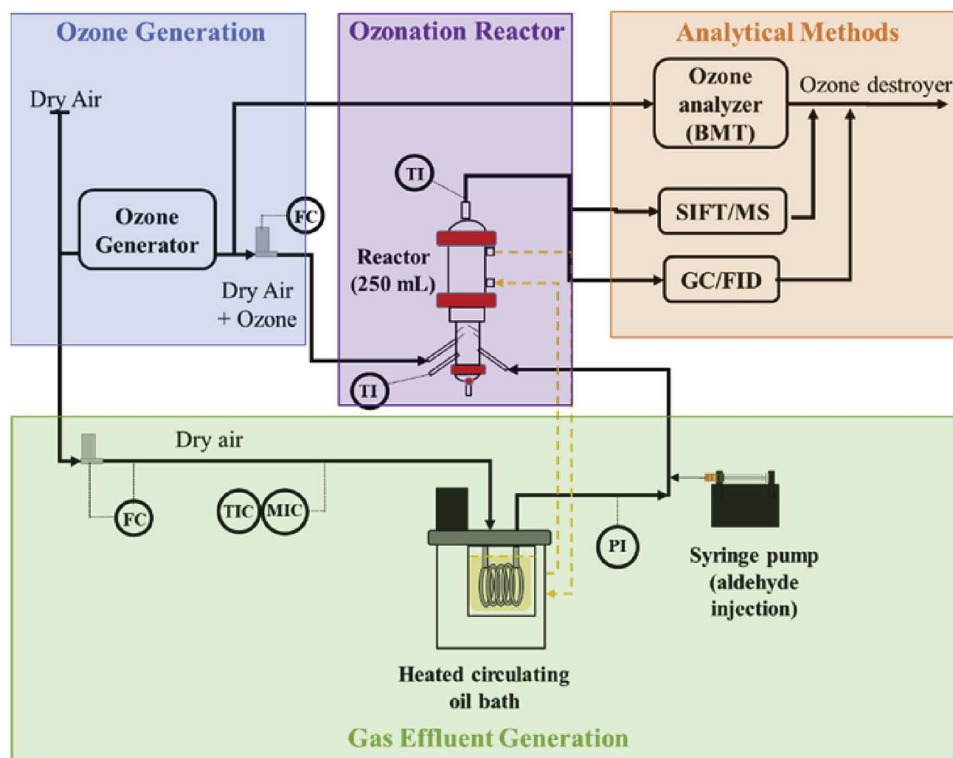 Ozone Generation
Ozonation Reactor
Analytical Methods
Dry Air
Ozone
Generator
FC
Dry Air
+ Ozone
TI
Reactor
(250 mL)
TI
Ozone
analyzer
(BMT)
Ozone destroyer
SIFT/MS
GC/FID
Dry air
FC
TIC
MIC
PI
Syringe pump
(aldehyde
injection)
Heated circulating
oil bath
Gas Effluent Generation